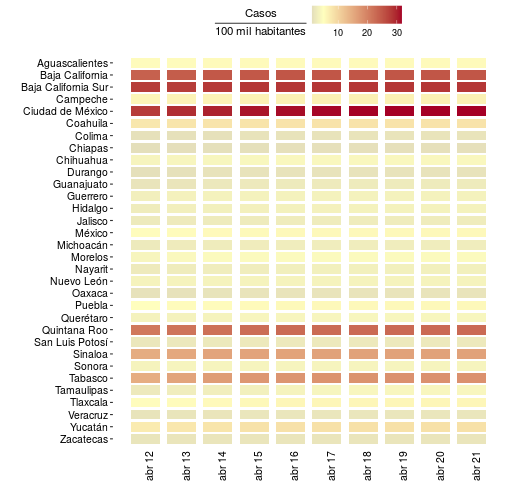 Casos
100 mil habitantes
10 20 30
Aguascalientes
Baja California
Baja California Sur
Campeche
Ciudad de México
Coahuila
Colima
Chiapas
Chihuahua
Durango
Guanajuato
Guerrero
Hidalgo
Jalisco
México
Michoacán
Morelos
Nayarit
Nuevo León
Oaxaca
Puebla
Querétaro
Quintana Roo
San Luis Potosí
Sinaloa
Sonora
Tabasco
Tamaulipas
Tlaxcala
Veracruz
Yucatán
Zacatecas
abr 12
abr 13
abr 14
abr 15
abr 16
abr 17
abr 18
abr 19
abr 20
abr 21